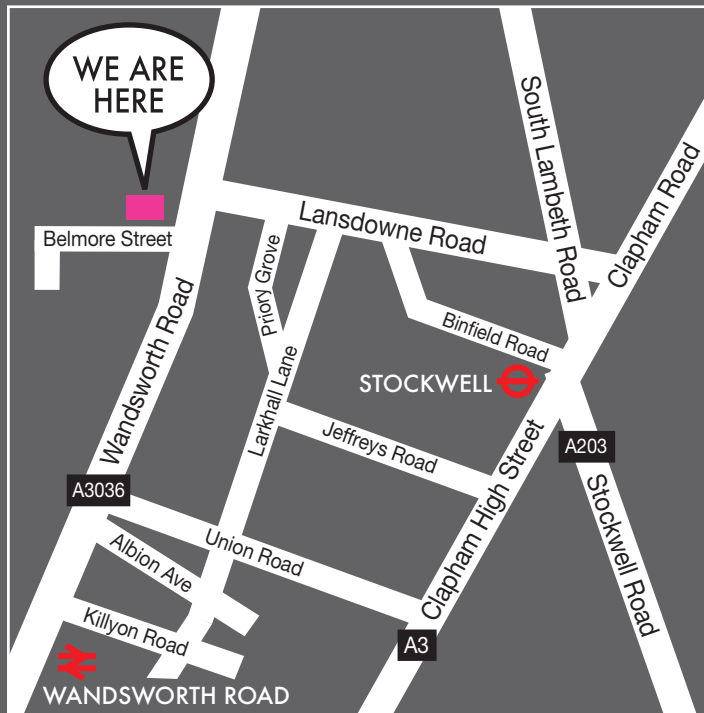 WE ARE
HERE
South Lambeth Road
Clapham Road
Lansdowne Road
Belmore Street
Priory Grove
Wandsworth Road
Binfield Road
STOCKWELL
Larkhall Lane
Jeffreys Road
Clapham High Street
A203
Stockwell Road
A3036
Union Road
Albion Ave
Killyon Road
A3
WANDSWORTH ROAD